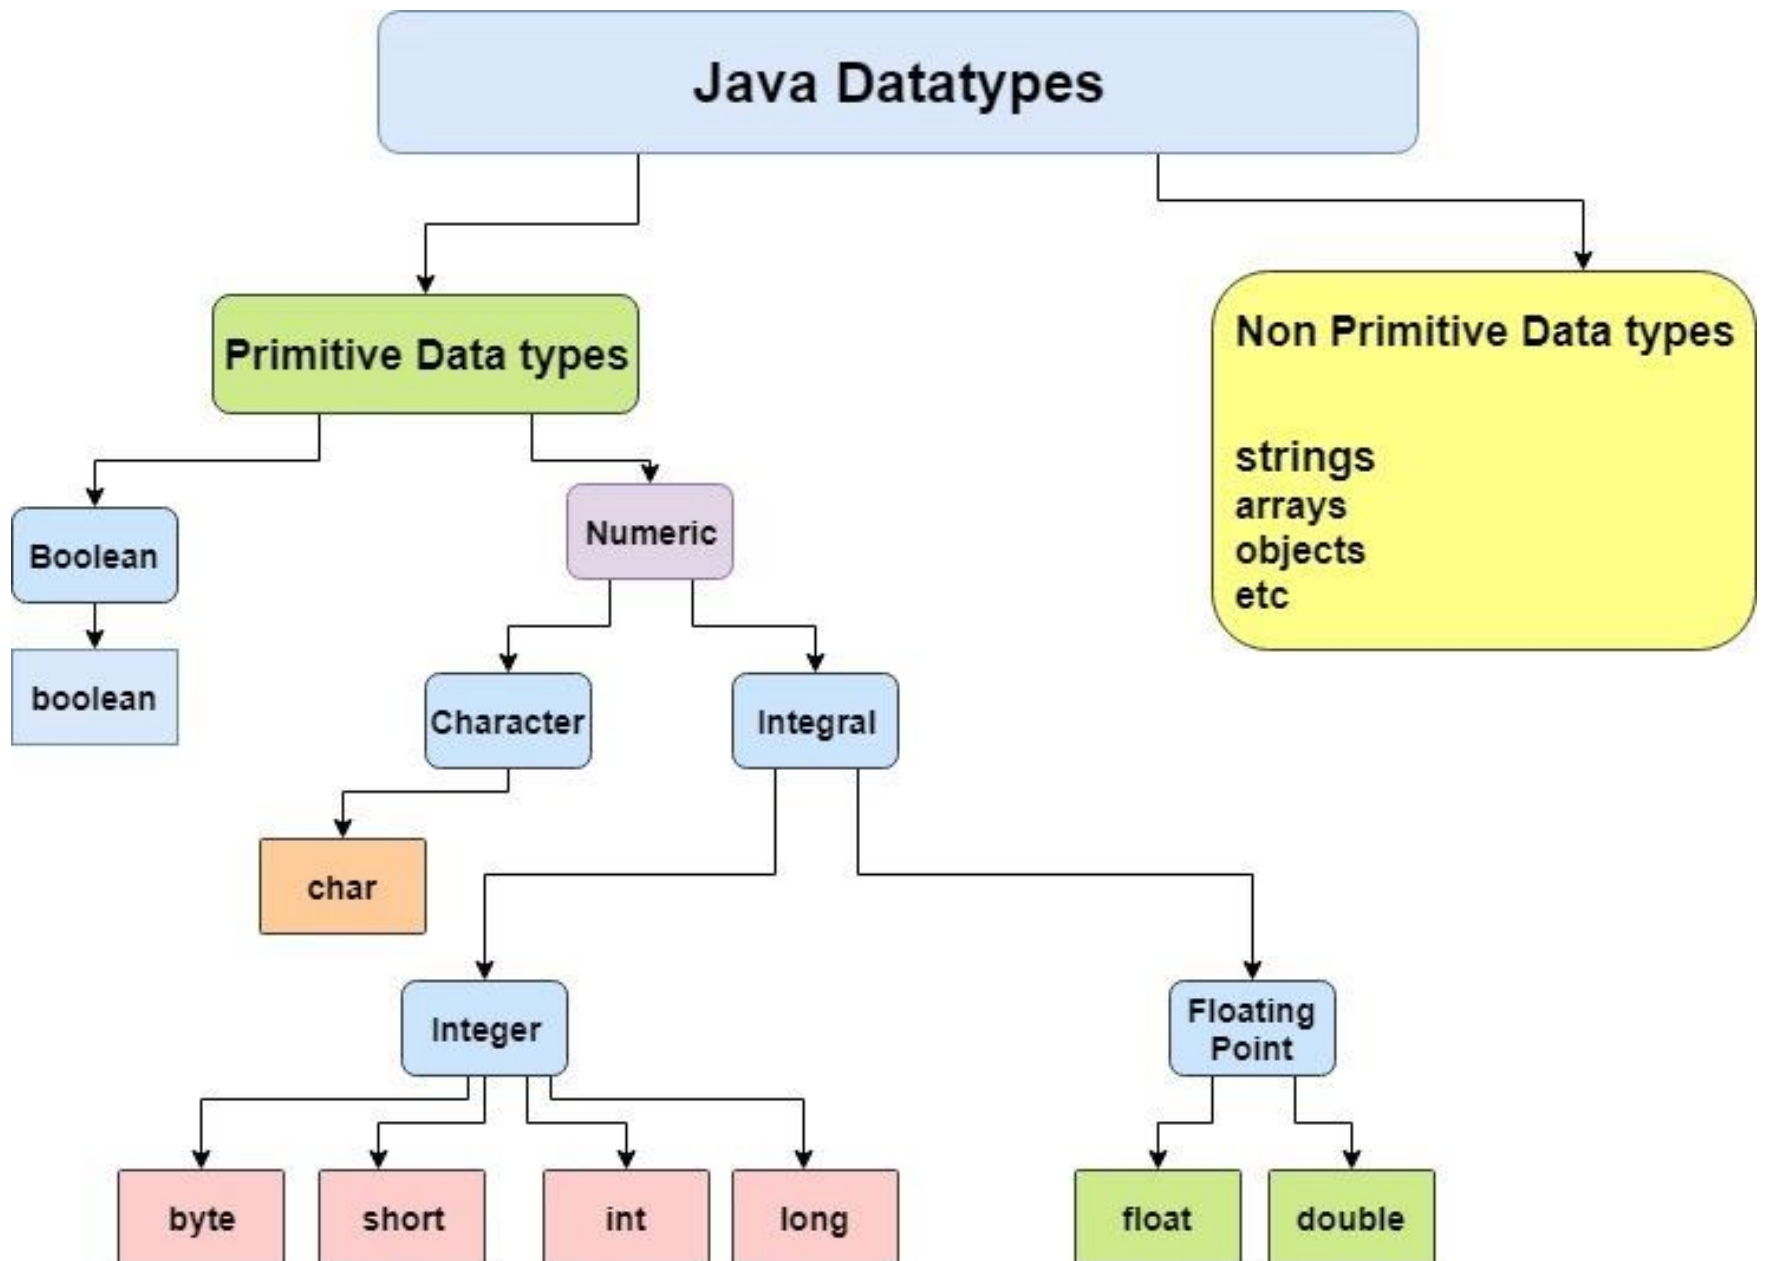 Java Datatypes
Primitive Data types
Non Primitive Data types
strings
arrays
objects
etc
Boolean
Numeric
boolean
Character
Integral
char
Integer
Floating
Point
byte
short
int
long
float
double